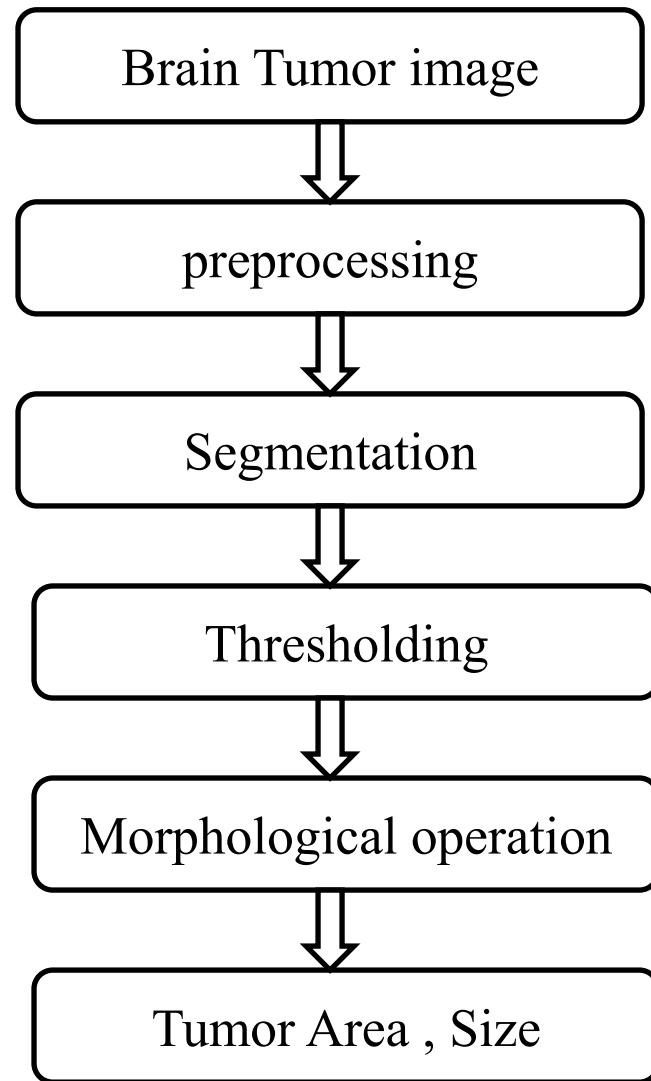 Brain Tumor image
preprocessing
Segmentation
Thresholding
Morphological operation
Tumor Area , Size